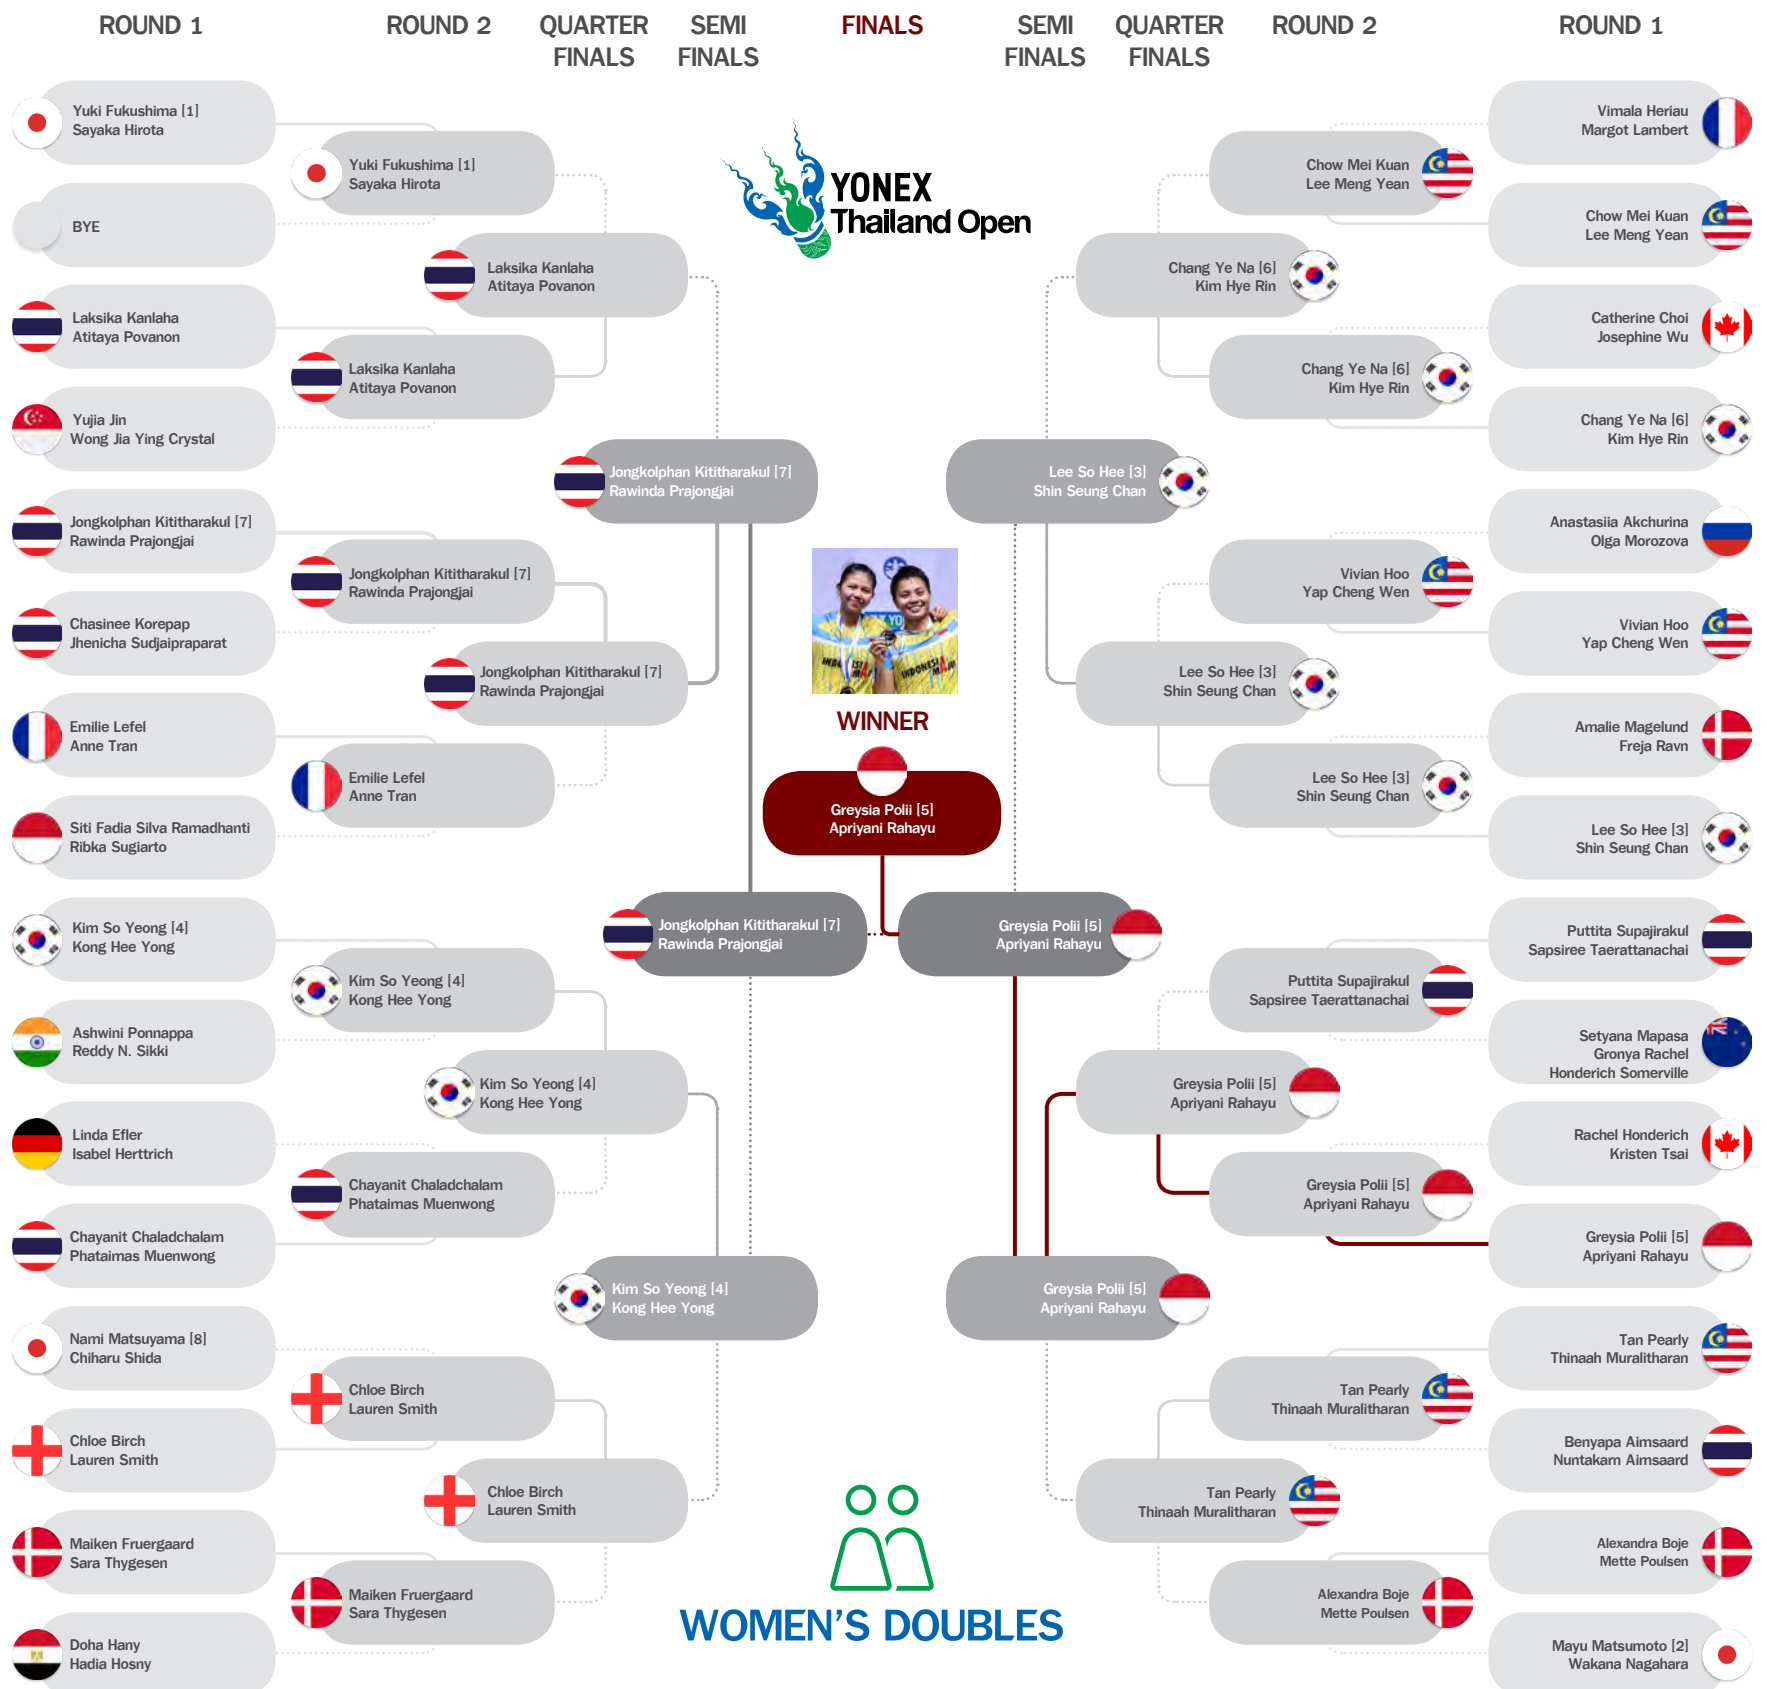 ROUND 1
ROUND 2
QUARTER
FINALS
SEMI
FINALS
FINALS
SEMI
FINALS
QUARTER
FINALS
ROUND 2
ROUND 1
Yuki Fukushima [1]
Sayaka Hirota
BYE
Laksika Kanlaha
Atitaya Povanon
Yujia Jin
Wong Jia Ying Crystal
Jongkolphan Kititharakul [7]
Rawinda Prajongjai
Chasinee Korepap
Jhenicha Sudjaipraparat
Emilie Lefel
Anne Tran
Siti Fadia Silva Ramadhanti
Ribka Sugiarto
Kim So Yeong [4]
Kong Hee Yong
Ashwini Ponnappa
Reddy N. Sikki
Linda Efler
Isabel Herttrich
Chayanit Chaladchalam
Phataimas Muenwong
Nami Matsuyama [8]
Chiharu Shida
Chloe Birch
Lauren Smith
Maiken Fruergaard
Sara Thygesen
Doha Hany
Hadia Hosny
Yuki Fukushima [1]
Sayaka Hirota
Laksika Kanlaha
Atitaya Povanon
Jongkolphan Kititharakul [7]
Rawinda Prajongjai
Emilie Lefel
Anne Tran
Kim So Yeong [4]
Kong Hee Yong
Chayanit Chaladchalam
Phataimas Muenwong
Chloe Birch
Lauren Smith
Maiken Fruergaard
Sara Thygesen
Laksika Kanlaha
Atitaya Povanon
Jongkolphan Kititharakul [7]
Rawinda Prajongjai
Kim So Yeong [4]
Kong Hee Yong
Chloe Birch
Lauren Smith
Jongkolphan Kititharakul [7]
Rawinda Prajongjai
Kim So Yeong [4]
Kong Hee Yong
Jongkolphan Kititharakul [7]
Rawinda Prajongjai
YONEX
Thailand Open
INDONESIA
INDONESIA
WINNER
Greysia Polii [5]
Apriyani Rahayu
WOMEN'S DOUBLES
Greysia Polii [5]
Apriyani Rahayu
Lee So Hee [3]
Shin Seung Chan
Greysia Polii [5]
Apriyani Rahayu
Chang Ye Na [6]
Kim Hye Rin
Lee So Hee [3]
Shin Seung Chan
Greysia Polii [5]
Apriyani Rahayu
Tan Pearly
Thinaah Muralitharan
Chow Mei Kuan
Lee Meng Yean
Chang Ye Na [6]
Kim Hye Rin
Vivian Hoo
Yap Cheng Wen
Lee So Hee [3]
Shin Seung Chan
Puttita Supajirakul
Sapsiree Taerattanachai
Greysia Polii [5]
Apriyani Rahayu
Tan Pearly
Thinaah Muralitharan
Alexandra Boje
Mette Poulsen
Vimala Heriau
Margot Lambert
Chow Mei Kuan
Lee Meng Yean
Catherine Choi
Josephine Wu
Chang Ye Na [6]
Kim Hye Rin
Anastasiia Akchurina
Olga Morozova
Vivian Hoo
Yap Cheng Wen
Amalie Magelund
Freja Ravn
Lee So Hee [3]
Shin Seung Chan
Puttita Supajirakul
Sapsiree Taerattanachai
Setyana Mapasa
Gronya Rachel
Honderich Somerville
Rachel Honderich
Kristen Tsai
Greysia Polii [5]
Apriyani Rahayu
Tan Pearly
Thinaah Muralitharan
Benyapa Aimsaard
Nuntakarn Aimsaard
Alexandra Boje
Mette Poulsen
Mayu Matsumoto [2]
Wakana Nagahara